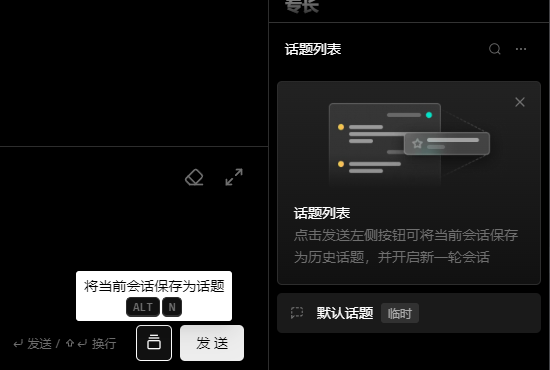 专长
话题列表
话题列表
点击发送左侧按钮可将当前会话保存
为历史话题，并开启新一轮会话
默认话题 临时
将当前会话保存为话题
ALT N
↵ 发送 / ⇧ ↵ 换行
发 送